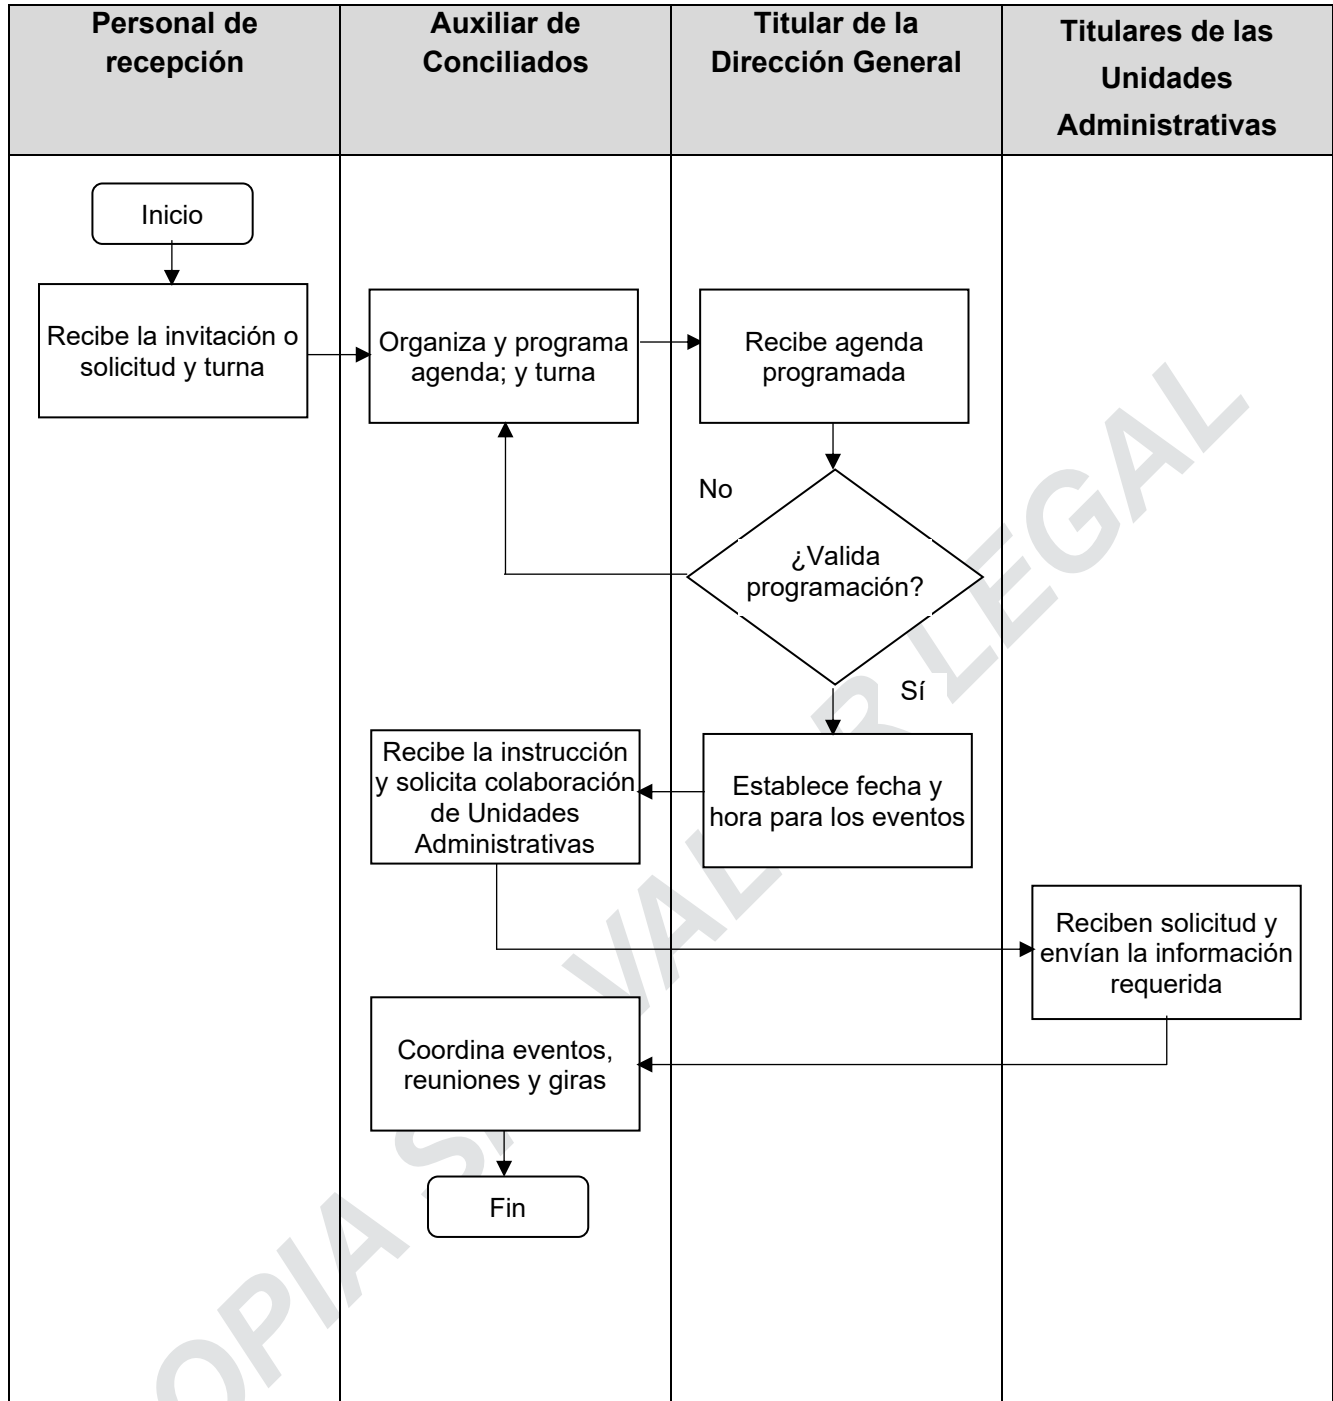 Personal de
recepción
Auxiliar de
Conciliados
Titular de la
Dirección General
Titulares de las
Unidades
Administrativas
Inicio
Recibe la invitación o
solicitud y turna
Organiza y programa
agenda; y turna
Recibe agenda
programada
No
¿Valida
programación?
Sí
Recibe la instrucción
y solicita colaboración
de Unidades
Administrativas
Establece fecha y
hora para los eventos
Reciben solicitud y
envían la información
requerida
Coordina eventos,
reuniones y giras
Fin
LEGAL